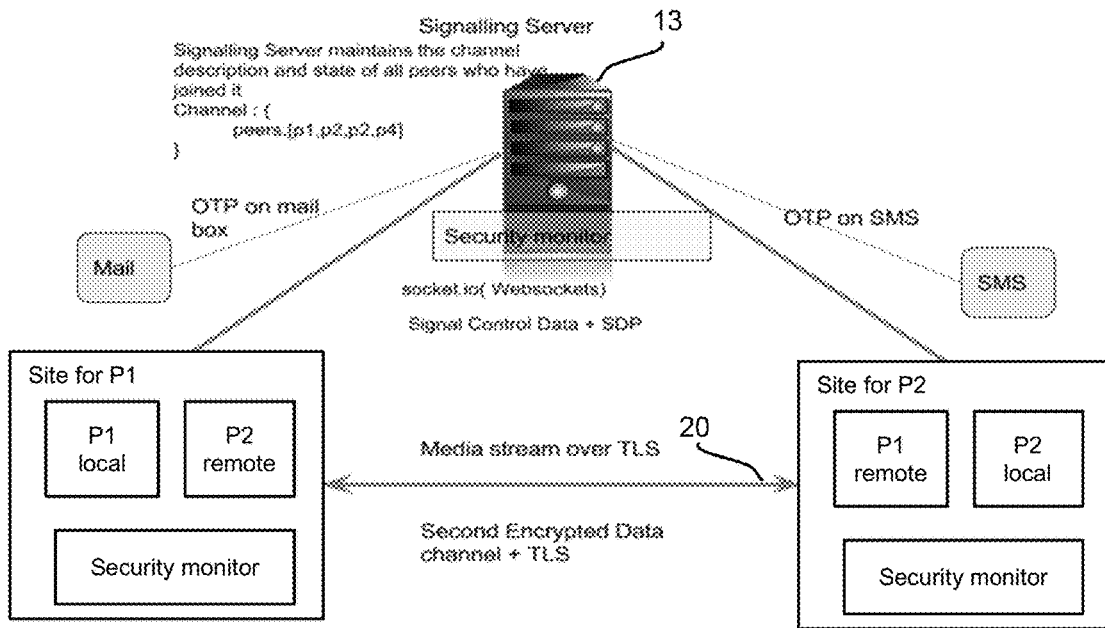 Signalling Server
13
Signalling Server maintains the channel
description and state of all peers who have
joined it
Channel : {
peers.[p1,p2,p2,p4]
}
OTP on mail
box
OTP on SMS
Mail
Security monitor
SMS
socket.io( Websockets)
Signal Control Data + SDP
Site for P1
P1
local
P2
remote
Security monitor
Media stream over TLS
20
Second Encrypted Data
channel + TLS
Site for P2
P1
remote
P2
local
Security monitor